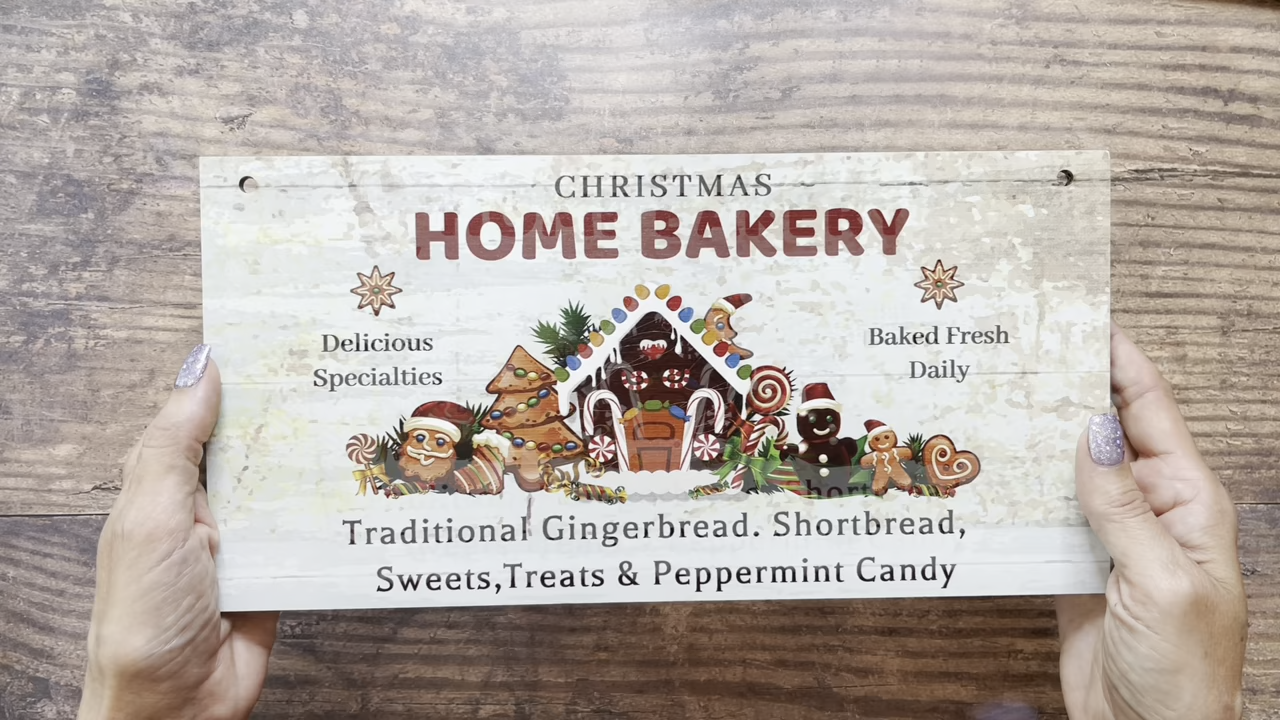 CHRISTMAS
HOME BAKERY
Delicious
Specialties
Baked Fresh
Daily
Traditional Gingerbread. Shortbread,
Sweets,Treats & Peppermint Candy